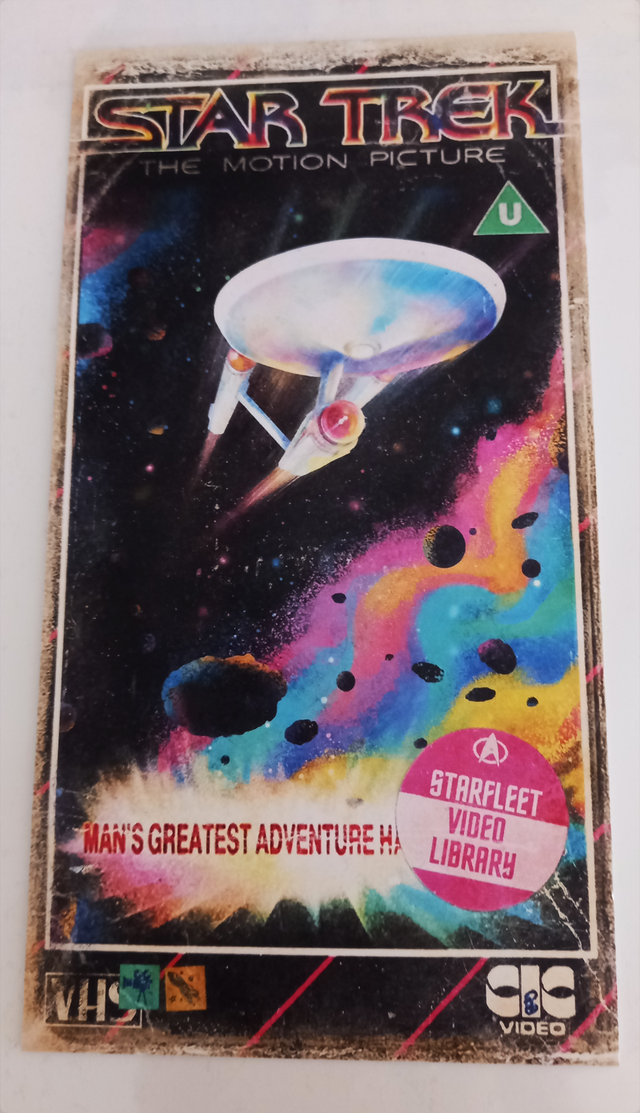 STAR TREK
THE MOTION PICTURE
U
MAN'S GREATEST ADVENTURE HA
STARFLEET
VIDEO
LIBRARY
VHS
CIC
VIDEO